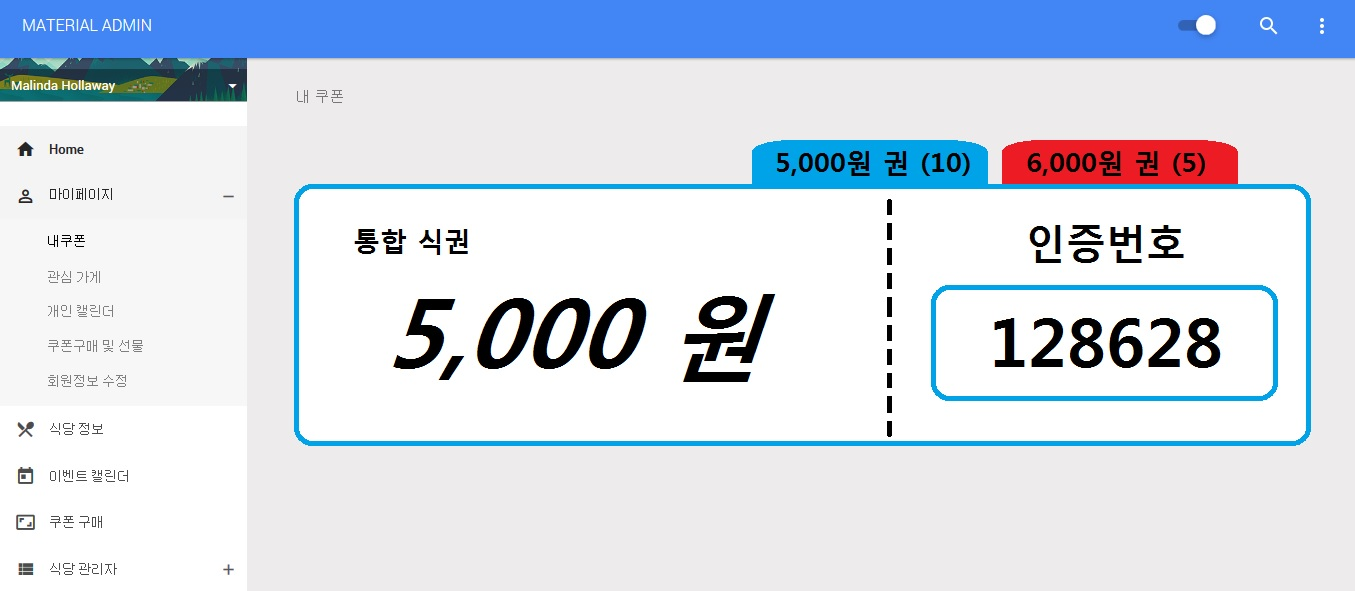 MATERIAL ADMIN
Malinda Hollaway
Home
마이페이지
내쿠폰
관심 가게
개인 캘린더
쿠폰구매 및 선물
회원정보 수정
식당 정보
이벤트 캘린더
쿠폰 구매
식당 관리자
내 쿠폰
5,000원 권 (10)
6,000원 권 (5)
통합 식권
5,000 원
인증번호
128628